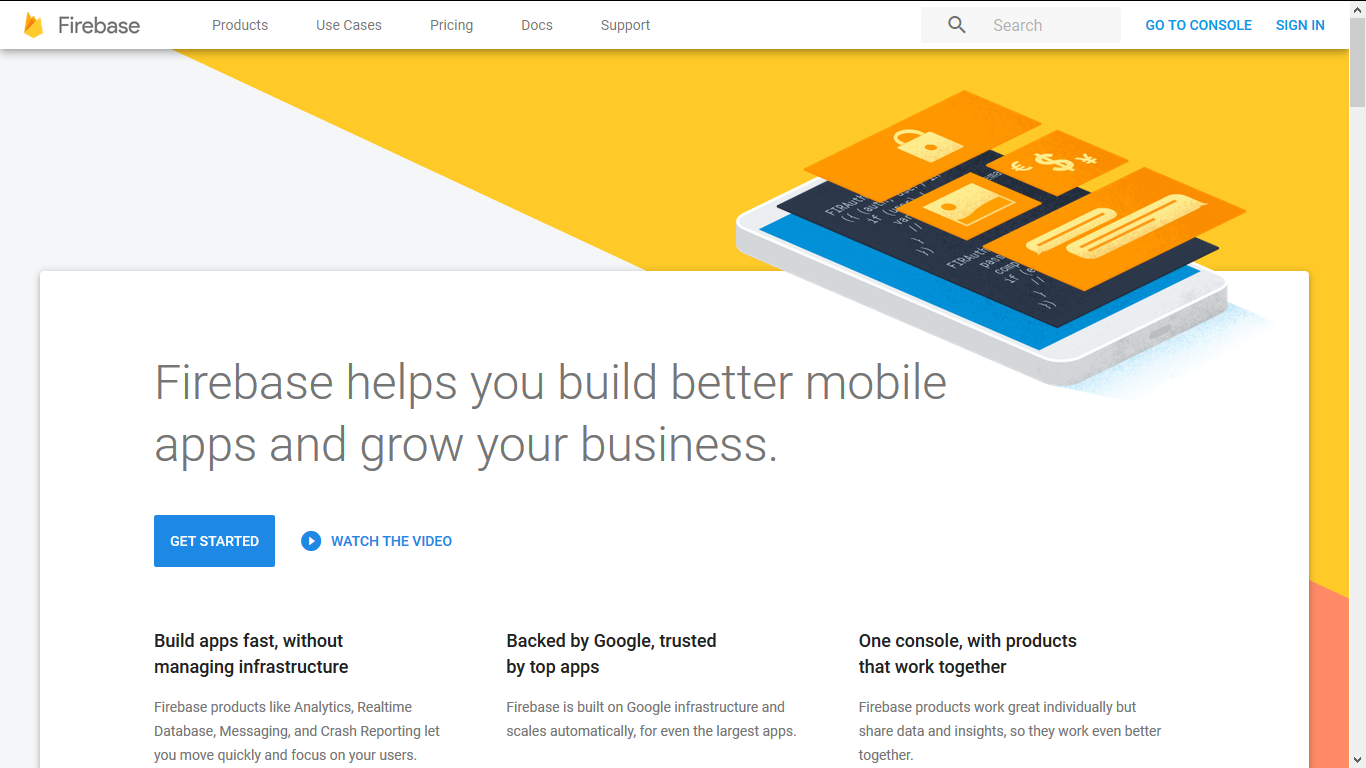 Firebase
Products
Use Cases
Pricing
Docs
Support
Search
GO TO CONSOLE
SIGN IN
Firebase helps you build better mobile
apps and grow your business.
GET STARTED
WATCH THE VIDEO
Build apps fast, without
managing infrastructure
Firebase products like Analytics, Realtime
Database, Messaging, and Crash Reporting let
you move quickly and focus on your users.
Backed by Google, trusted
by top apps
Firebase is built on Google infrastructure and
scales automatically, for even the largest apps.
One console, with products
that work together
Firebase products work great individually but
share data and insights, so they work even better
together.